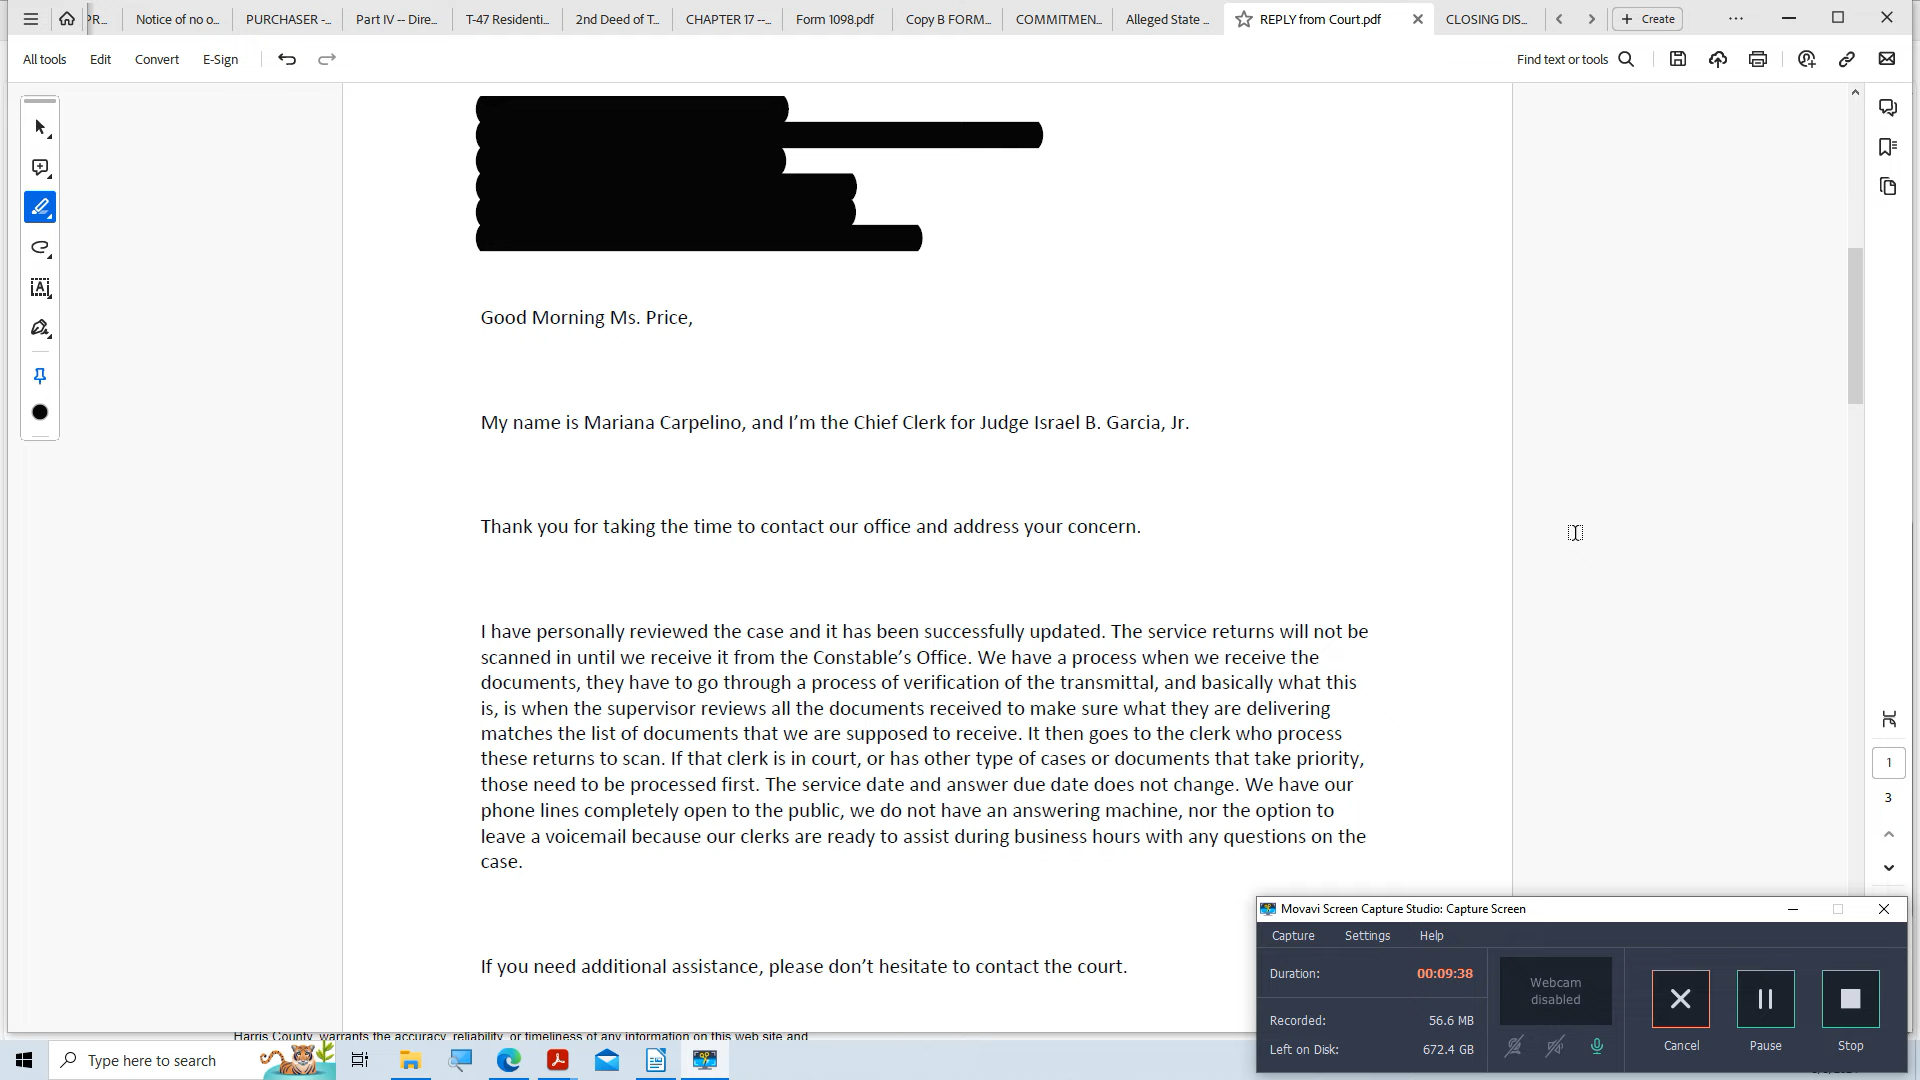 PR...
Notice of no o...
PURCHASER -...
Part IV -- Dire...
T-47 Residenti...
2nd Deed of T...
CHAPTER 17 --...
Form 1098.pdf
Copy B FORM...
COMMITMEN...
Alleged State ...
REPLY from Court.pdf
CLOSING DIS...
Create
All tools
Edit
Convert
E-Sign
Find text or tools
Good Morning Ms. Price,
My name is Mariana Carpelino, and I’m the Chief Clerk for Judge Israel B. Garcia, Jr.
Thank you for taking the time to contact our office and address your concern.
I have personally reviewed the case and it has been successfully updated. The service returns will not be
scanned in until we receive it from the Constable’s Office. We have a process when we receive the
documents, they have to go through a process of verification of the transmittal, and basically what this
is, is when the supervisor reviews all the documents received to make sure what they are delivering
matches the list of documents that we are supposed to receive. It then goes to the clerk who process
these returns to scan. If that clerk is in court, or has other type of cases or documents that take priority,
those need to be processed first. The service date and answer due date does not change. We have our
phone lines completely open to the public, we do not have an answering machine, nor the option to
leave a voicemail because our clerks are ready to assist during business hours with any questions on the
case.
If you need additional assistance, please don’t hesitate to contact the court.
1
3
Movavi Screen Capture Studio: Capture Screen
Capture
Settings
Help
Duration:
00:09:38
Webcam
disabled
Recorded:
56.6 MB
Left on Disk:
672.4 GB
Cancel
Pause
Stop
Harris County, warrants the accuracy, reliability, or timeliness of any information on this web site and
Type here to search